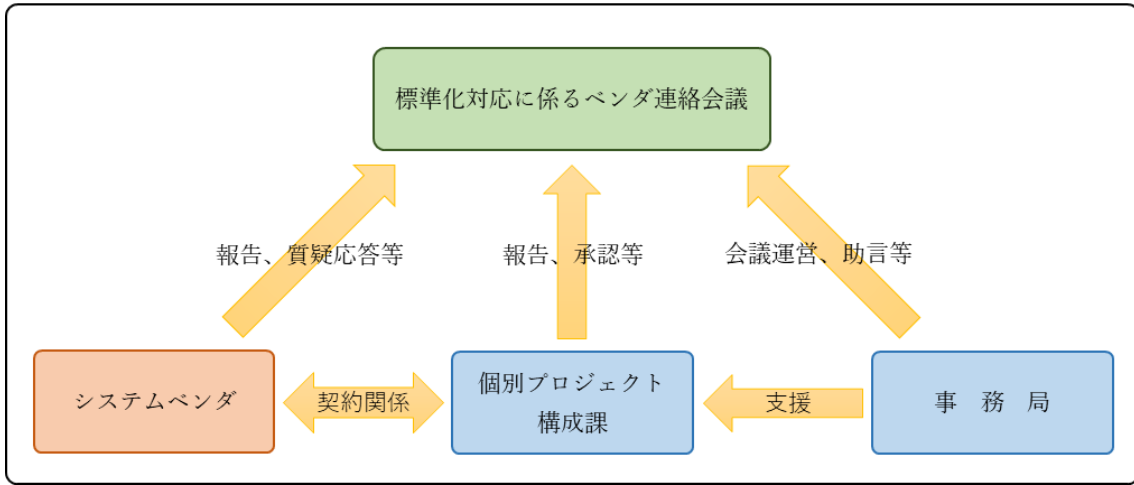 標準化対応に係るベンダ連絡会議
報告、質疑応答等
報告、承認等
会議運営、助言等
システムベンダ
契約関係
個別プロジェクト
構成課
支援
事　務　局